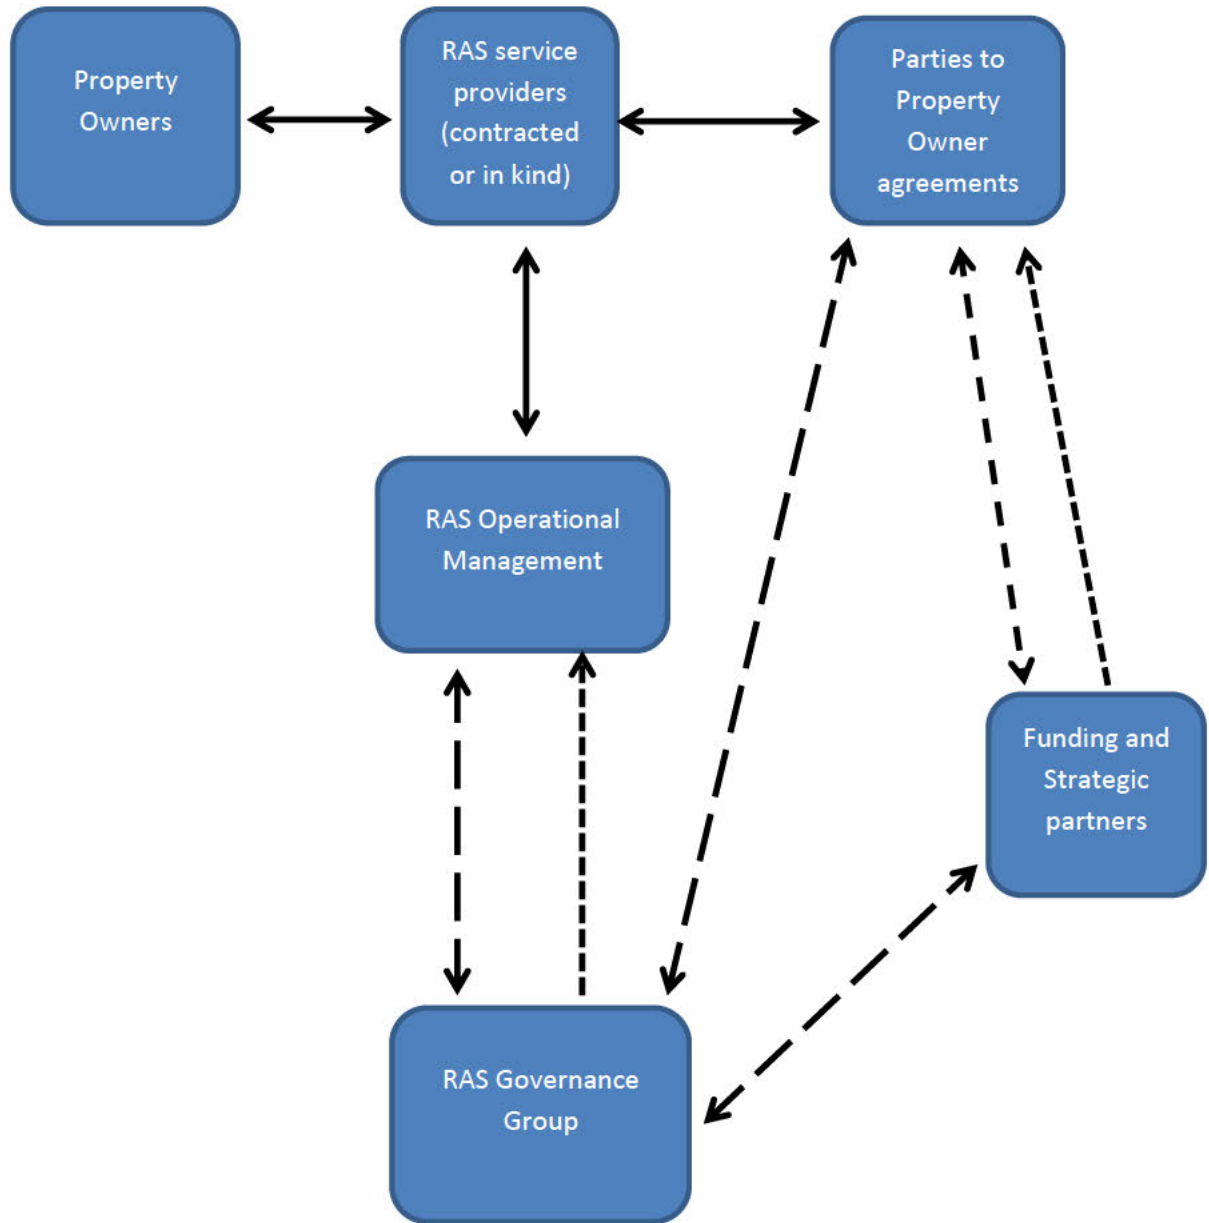 Property
Owners
RAS service
providers
(contracted
or in kind)
Parties to
Property
Owner
agreements
RAS Operational
Management
Funding and
Strategic
partners
RAS Governance
Group